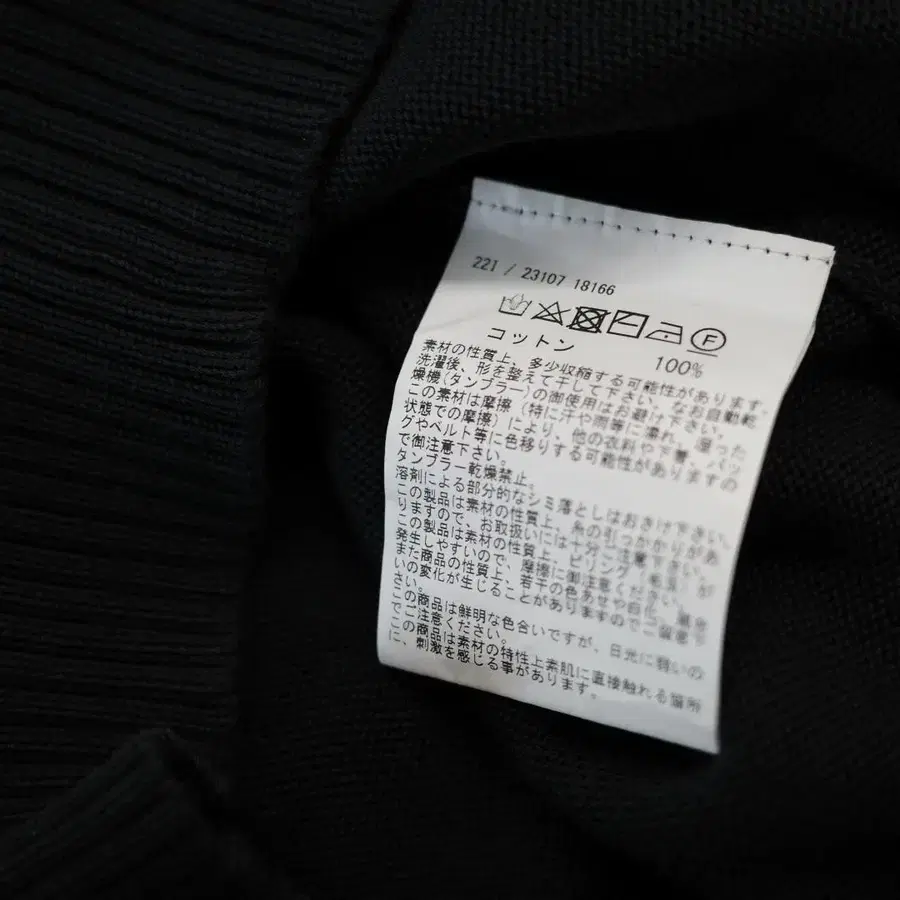 221 / 23107 18166
F
コットン 100%
素材の性質上、多少収縮する可能性があります。
洗濯後、形を整えて干して下さい。なお自動乾
燥機(タンブラー)の御使用はお避け下さい。
この素材は摩擦（特に汗や雨等に濡れ、湿った
状態での摩擦）により、他の衣料や下着、バッ
グやベルト等に色移りする可能性がありますの
で御注意下さい。
タンブラー乾燥禁止。
溶剤による部分的なシミ落としはおさけ下さい。
この製品は素材の性質上、糸の引っかかりがあ
りますので、お取扱いには十分ご注意下さい。
この製品は素材の性質上、ピリング(毛玉)が
発生しやすいので、摩擦に御注意ください。
また商品の性質上、若干の色あせや白化、
いの変化が生じることがありますのでご留意下
さい。
この商品は鮮明な色合いですが、日光に弱いの
でご注意ください。
この商品は素材の特性上素肌に直接触れる箇所
に、刺激を感じる事があります。